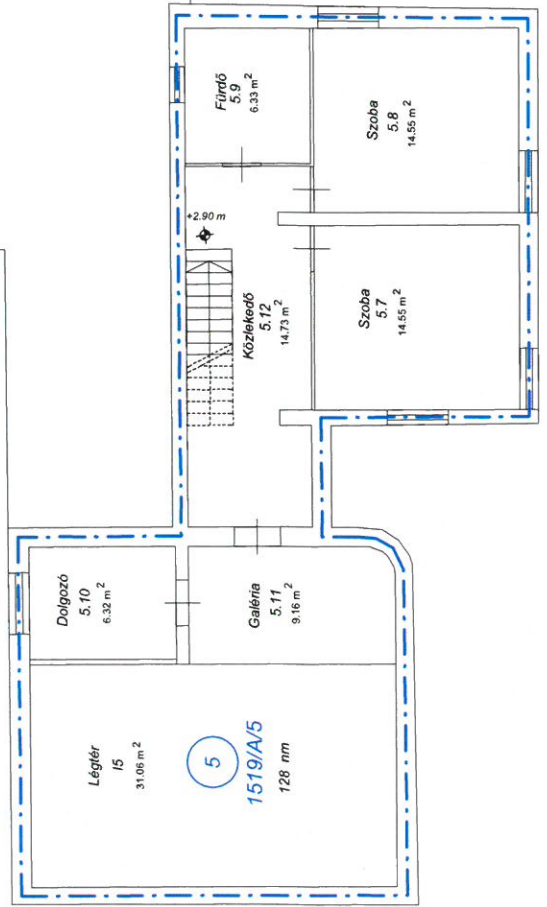 Fürdő
5.9
6.33 m²
Szoba
5.8
14.55 m²
+2.90 m
Közlekedő
5.12
14.73 m²
Szoba
5.7
14.55 m²
Dolgozó
5.10
6.32 m²
Galéria
5.11
9.16 m²
Légtér
I5
31.06 m²
5
1519/A/5
128 nm